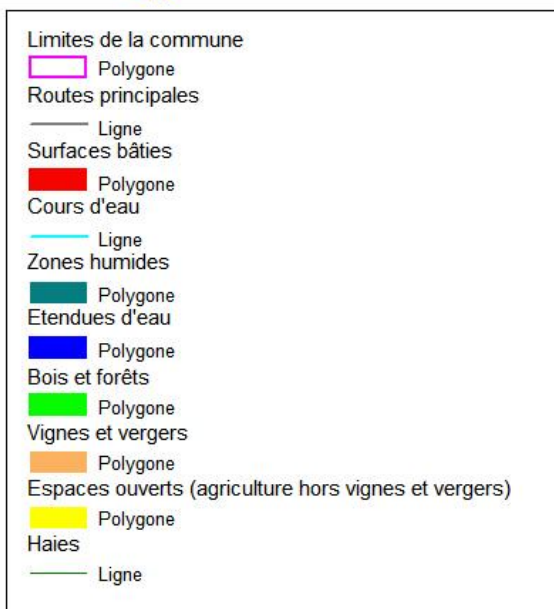 Limites de la commune
Polygone
Routes principales
Ligne
Surfaces bâties
Polygone
Cours d'eau
Ligne
Zones humides
Polygone
Etendues d'eau
Polygone
Bois et forêts
Polygone
Vignes et vergers
Polygone
Espaces ouverts (agriculture hors vignes et vergers)
Polygone
Haies
Ligne